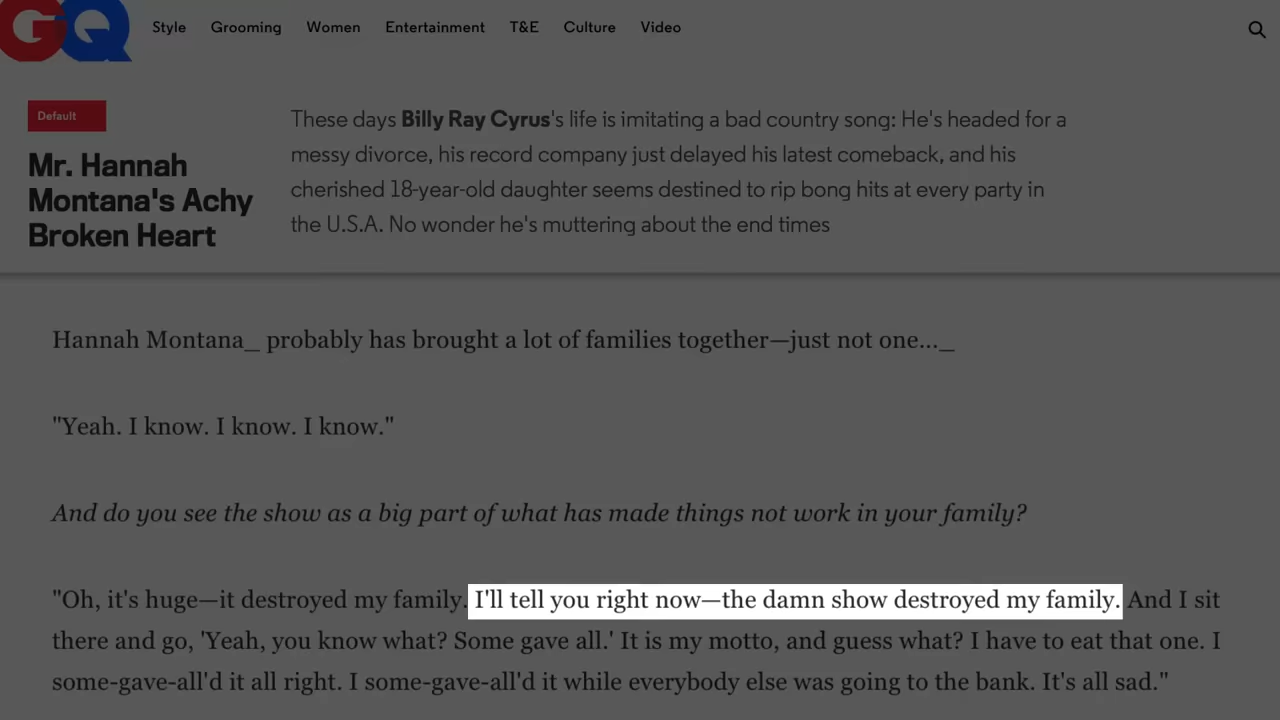 GQ Style Grooming Women Entertainment T&E Culture Video
Default
Mr. Hannah
Montana's Achy
Broken Heart
These days Billy Ray Cyrus's life is imitating a bad country song: He's headed for a
messy divorce, his record company just delayed his latest comeback, and his
cherished 18-year-old daughter seems destined to rip bong hits at every party in
the U.S.A. No wonder he's muttering about the end times
Hannah Montana_ probably has brought a lot of families together—just not one..._
"Yeah. I know. I know. I know."
And do you see the show as a big part of what has made things not work in your family?
"Oh, it's huge—it destroyed my family. I'll tell you right now—the damn show destroyed my family. And I sit
there and go, 'Yeah, you know what? Some gave all.' It is my motto, and guess what? I have to eat that one. I
some-gave-all'd it all right. I some-gave-all'd it while everybody else was going to the bank. It's all sad."